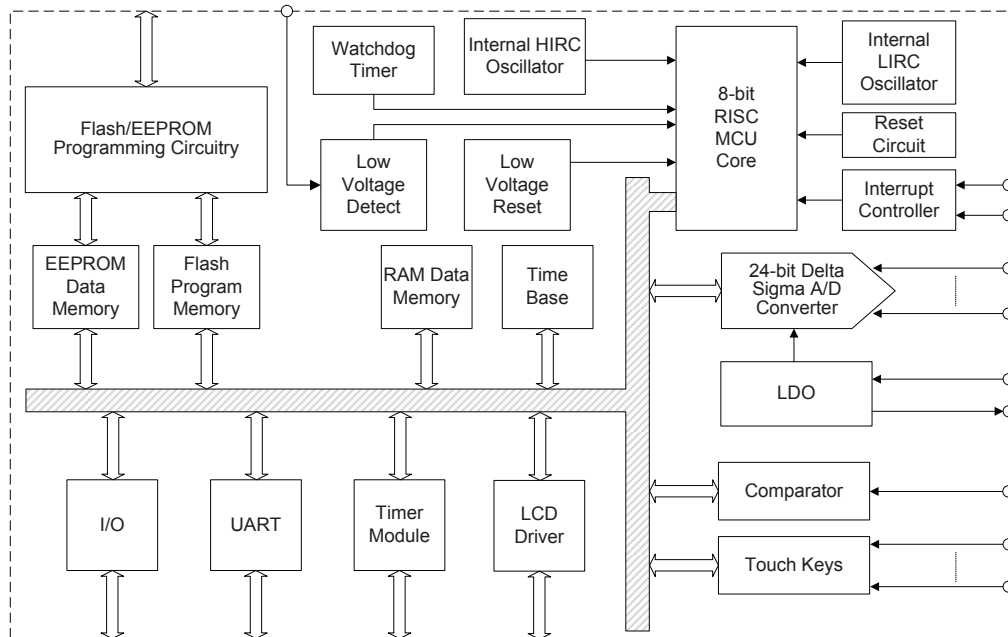 Watchdog
Timer
Internal HIRC
Oscillator
8-bit
RISC
MCU
Core
Internal
LIRC
Oscillator
Flash/EEPROM
Programming Circuitry
Low
Voltage
Detect
Low
Voltage
Reset
Reset
Circuit
Interrupt
Controller
EEPROM
Data
Memory
Flash
Program
Memory
RAM Data
Memory
Time
Base
24-bit Delta
Sigma A/D
Converter
LDO
I/O
UART
Timer
Module
LCD
Driver
Comparator
Touch Keys